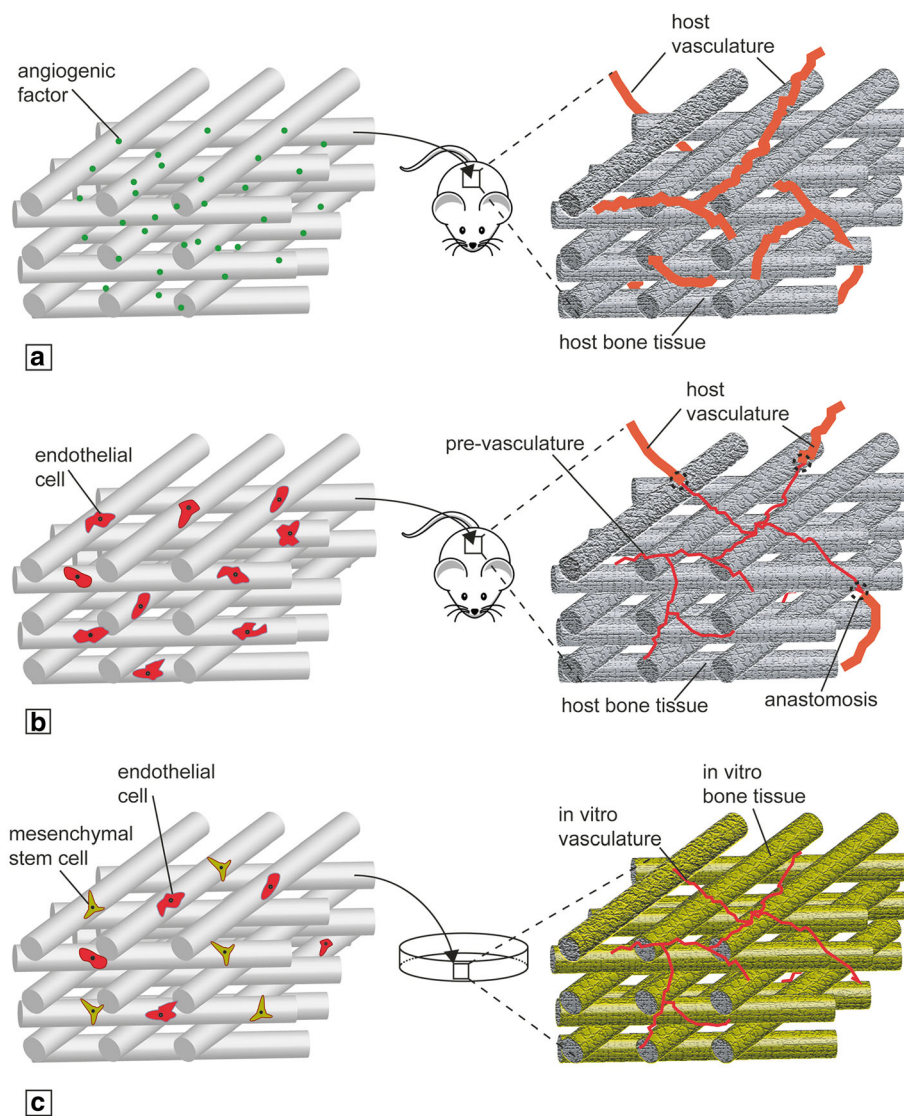 angiogenic
factor
host
vasculature
host bone tissue
a
endothelial
cell
pre-vasculature
host
vasculature
host bone tissue
anastomosis
b
endothelial
cell
mesenchymal
stem cell
in vitro
vasculature
in vitro
bone tissue
c